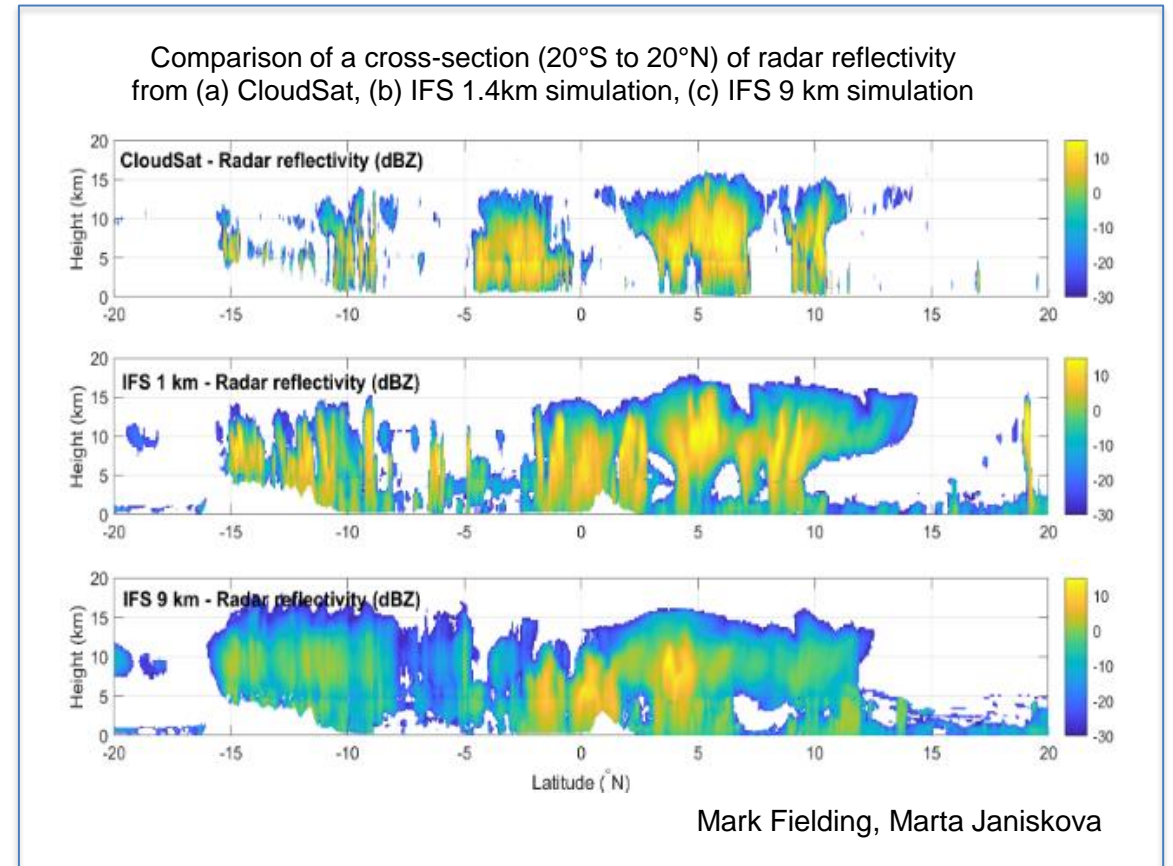 Comparison of a cross-section (20°S to 20°N) of radar reflectivity
from (a) CloudSat, (b) IFS 1.4km simulation, (c) IFS 9 km simulation
CloudSat - Radar reflectivity (dBZ)
Height (km)
20
15
10
5
0
-20 -15 -10 -5 0 5 10 15 20
10
0
-10
-20
-30
IFS 1 km - Radar reflectivity (dBZ)
Height (km)
20
15
10
5
0
-20 -15 -10 -5 0 5 10 15 20
10
0
-10
-20
-30
IFS 9 km - Radar reflectivity (dBZ)
Height (km)
20
15
10
5
0
-20 -15 -10 -5 0 5 10 15 20
10
0
-10
-20
-30
Latitude (°N)
Mark Fielding, Marta Janiskova